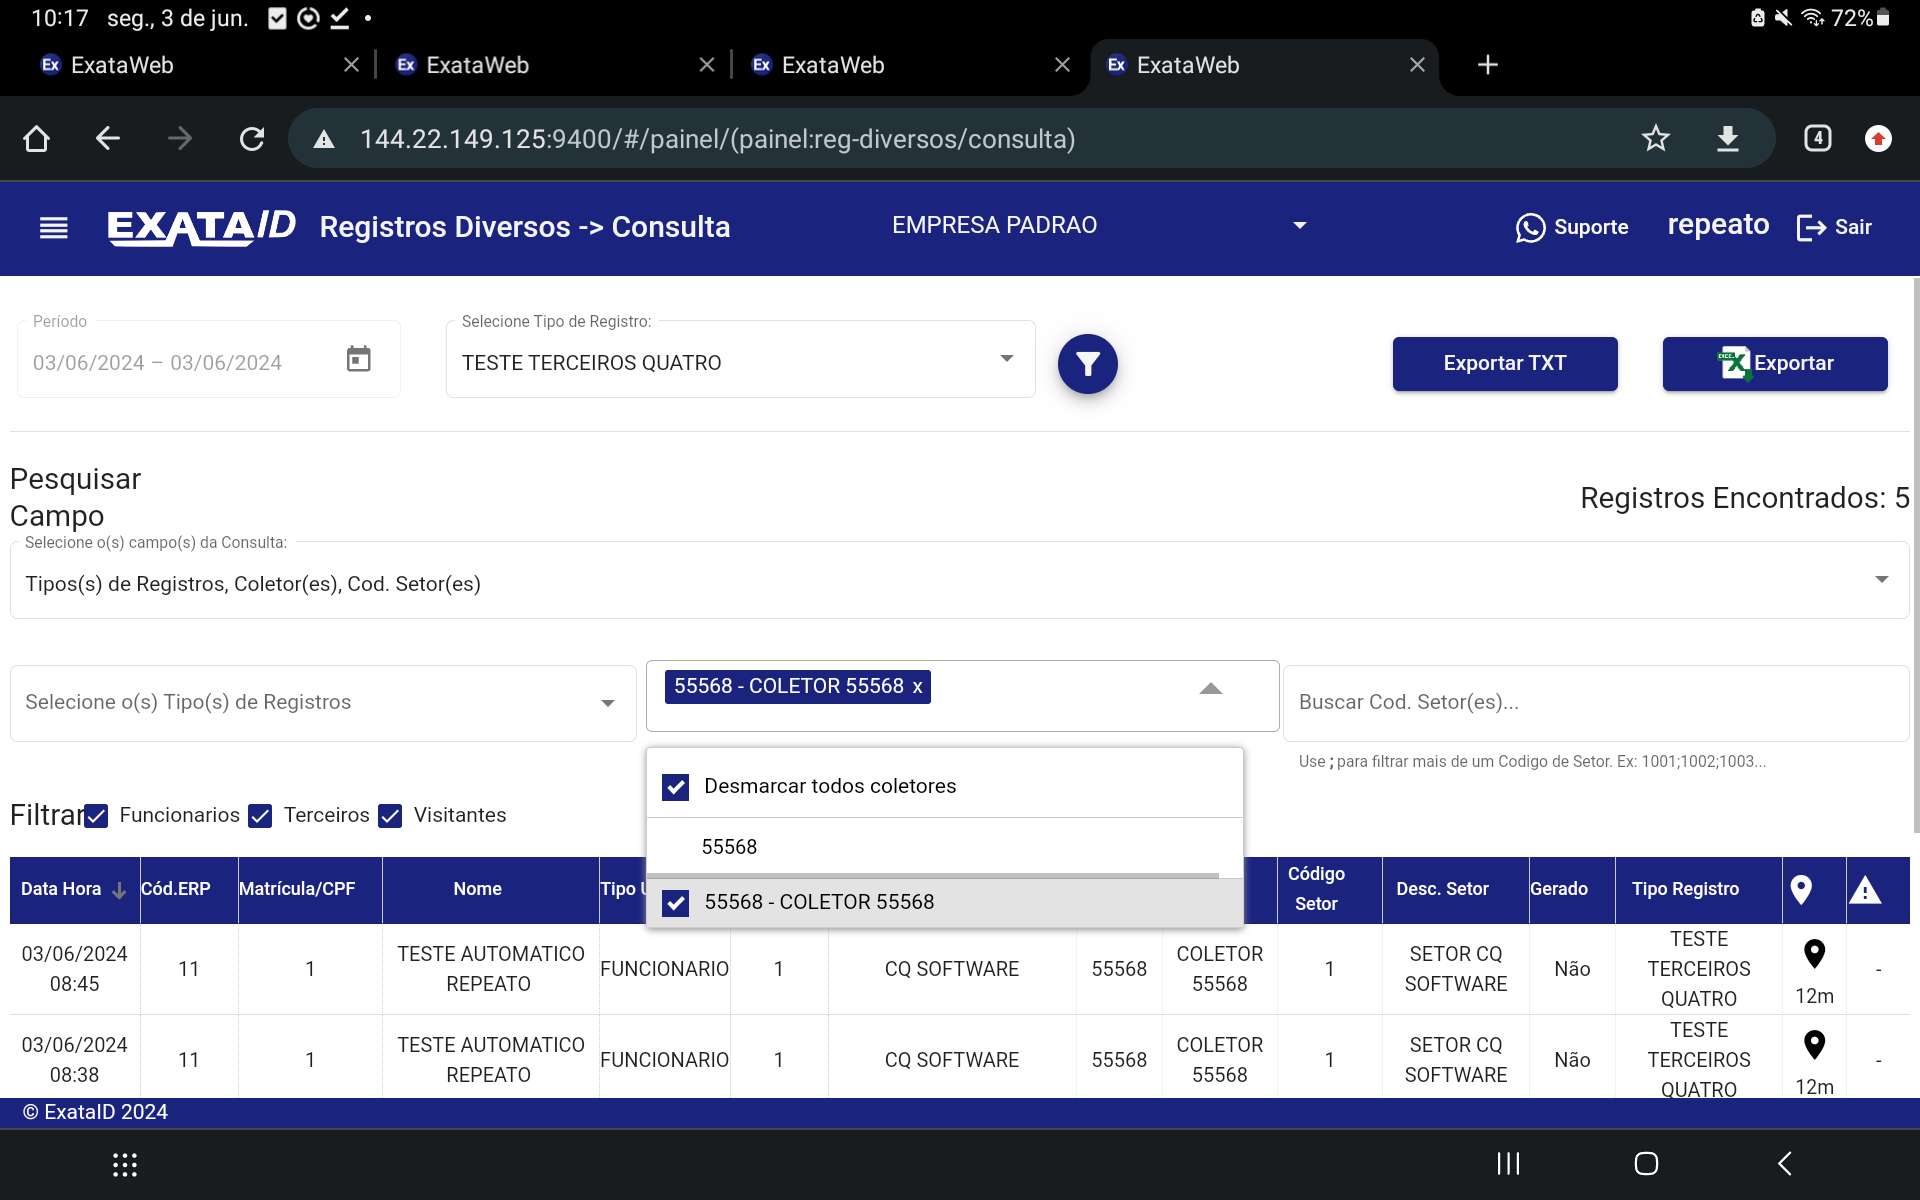 10:17 seg., 3 de jun. 72%
Ex ExataWeb Ex ExataWeb Ex ExataWeb Ex ExataWeb
144.22.149.125:9400/#/painel/(painel:reg-diversos/consulta) 4
EXATA/ID Registros Diversos -> Consulta EMPRESA PADRAO Suporte repeato Sair
Período Selecione Tipo de Registro:
03/06/2024 – 03/06/2024 TESTE TERCEIROS QUATRO Exportar TXT Exportar
Pesquisar
Campo
Registros Encontrados: 5
Selecione o(s) campo(s) da Consulta:
Tipos(s) de Registros, Coletor(es), Cod. Setor(es)
Selecione o(s) Tipo(s) de Registros 55568 - COLETOR 55568 x Buscar Cod. Setor(es)...
Use ; para filtrar mais de um Codigo de Setor. Ex: 1001;1002;1003...
Desmarcar todos coletores
55568
55568 - COLETOR 55568
Filtrar Funcionarios Terceiros Visitantes
Data Hora Cód.ERP Matrícula/CPF Nome Tipo Código Setor Desc. Setor Gerado Tipo Registro
03/06/2024 08:45 11 1 TESTE AUTOMATICO REPEATO FUNCIONARIO 1 CQ SOFTWARE 55568 COLETOR 55568 1 SETOR CQ SOFTWARE Não TESTE TERCEIROS QUATRO 12m -
03/06/2024 08:38 11 1 TESTE AUTOMATICO REPEATO FUNCIONARIO 1 CQ SOFTWARE 55568 COLETOR 55568 1 SETOR CQ SOFTWARE Não TESTE TERCEIROS QUATRO 12m -
© ExataID 2024